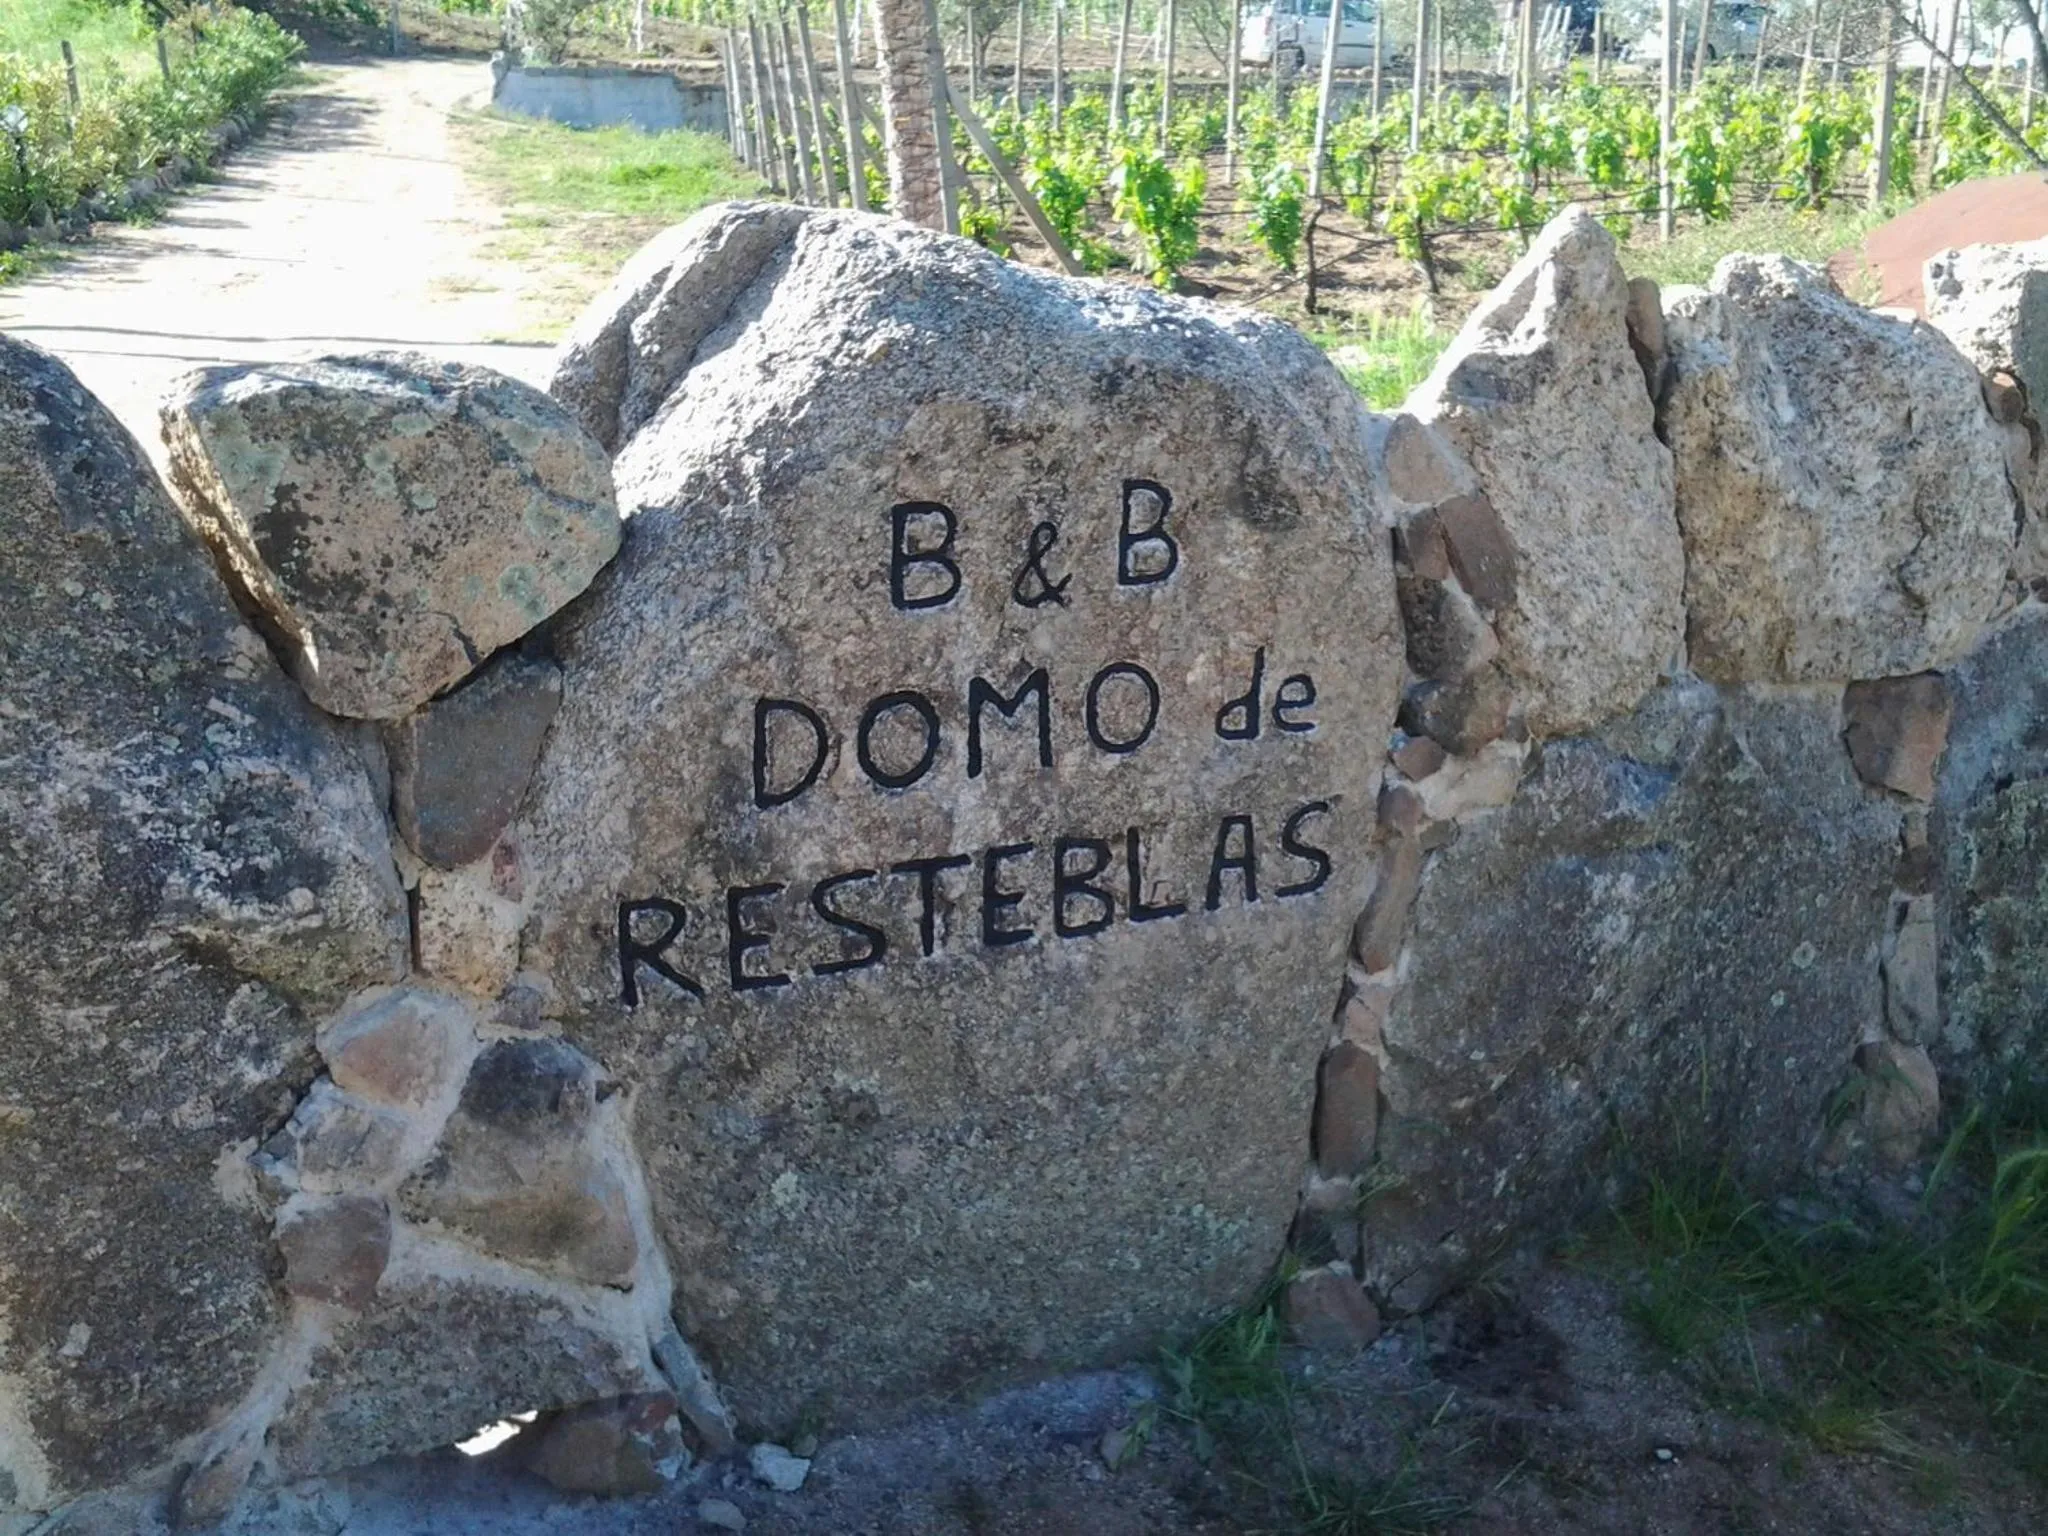 B & B
DOMO de
RESTEBLAS